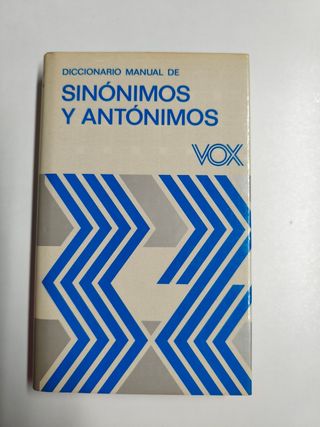 DICCIONARIO MANUAL DE
SINÓNIMOS
Y ANTÓNIMOS
VOX